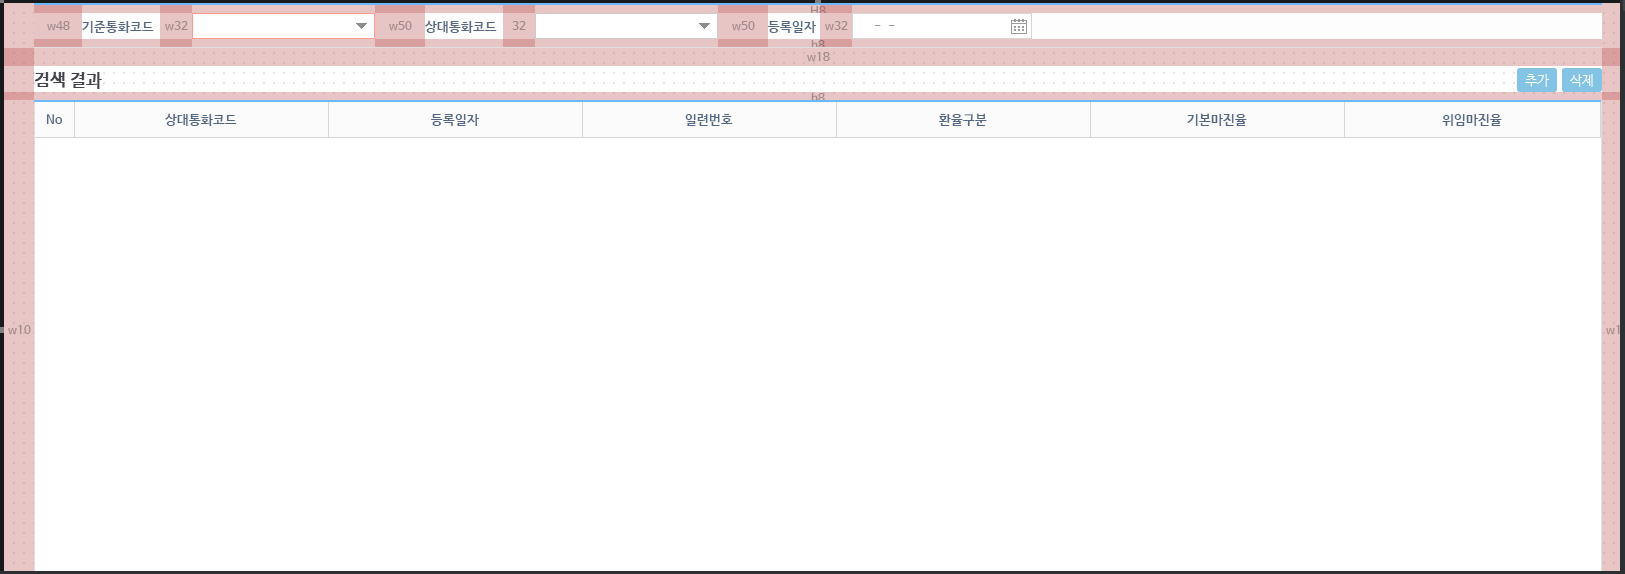 H8
w48 기준통화코드 w32 w50 상대통화코드 32 w50 등록일자 w32 - -
h8
w18
검색 결과 추가 삭제
h8
No 상대통화코드 등록일자 일련번호 환율구분 기본마진율 위임마진율
w10